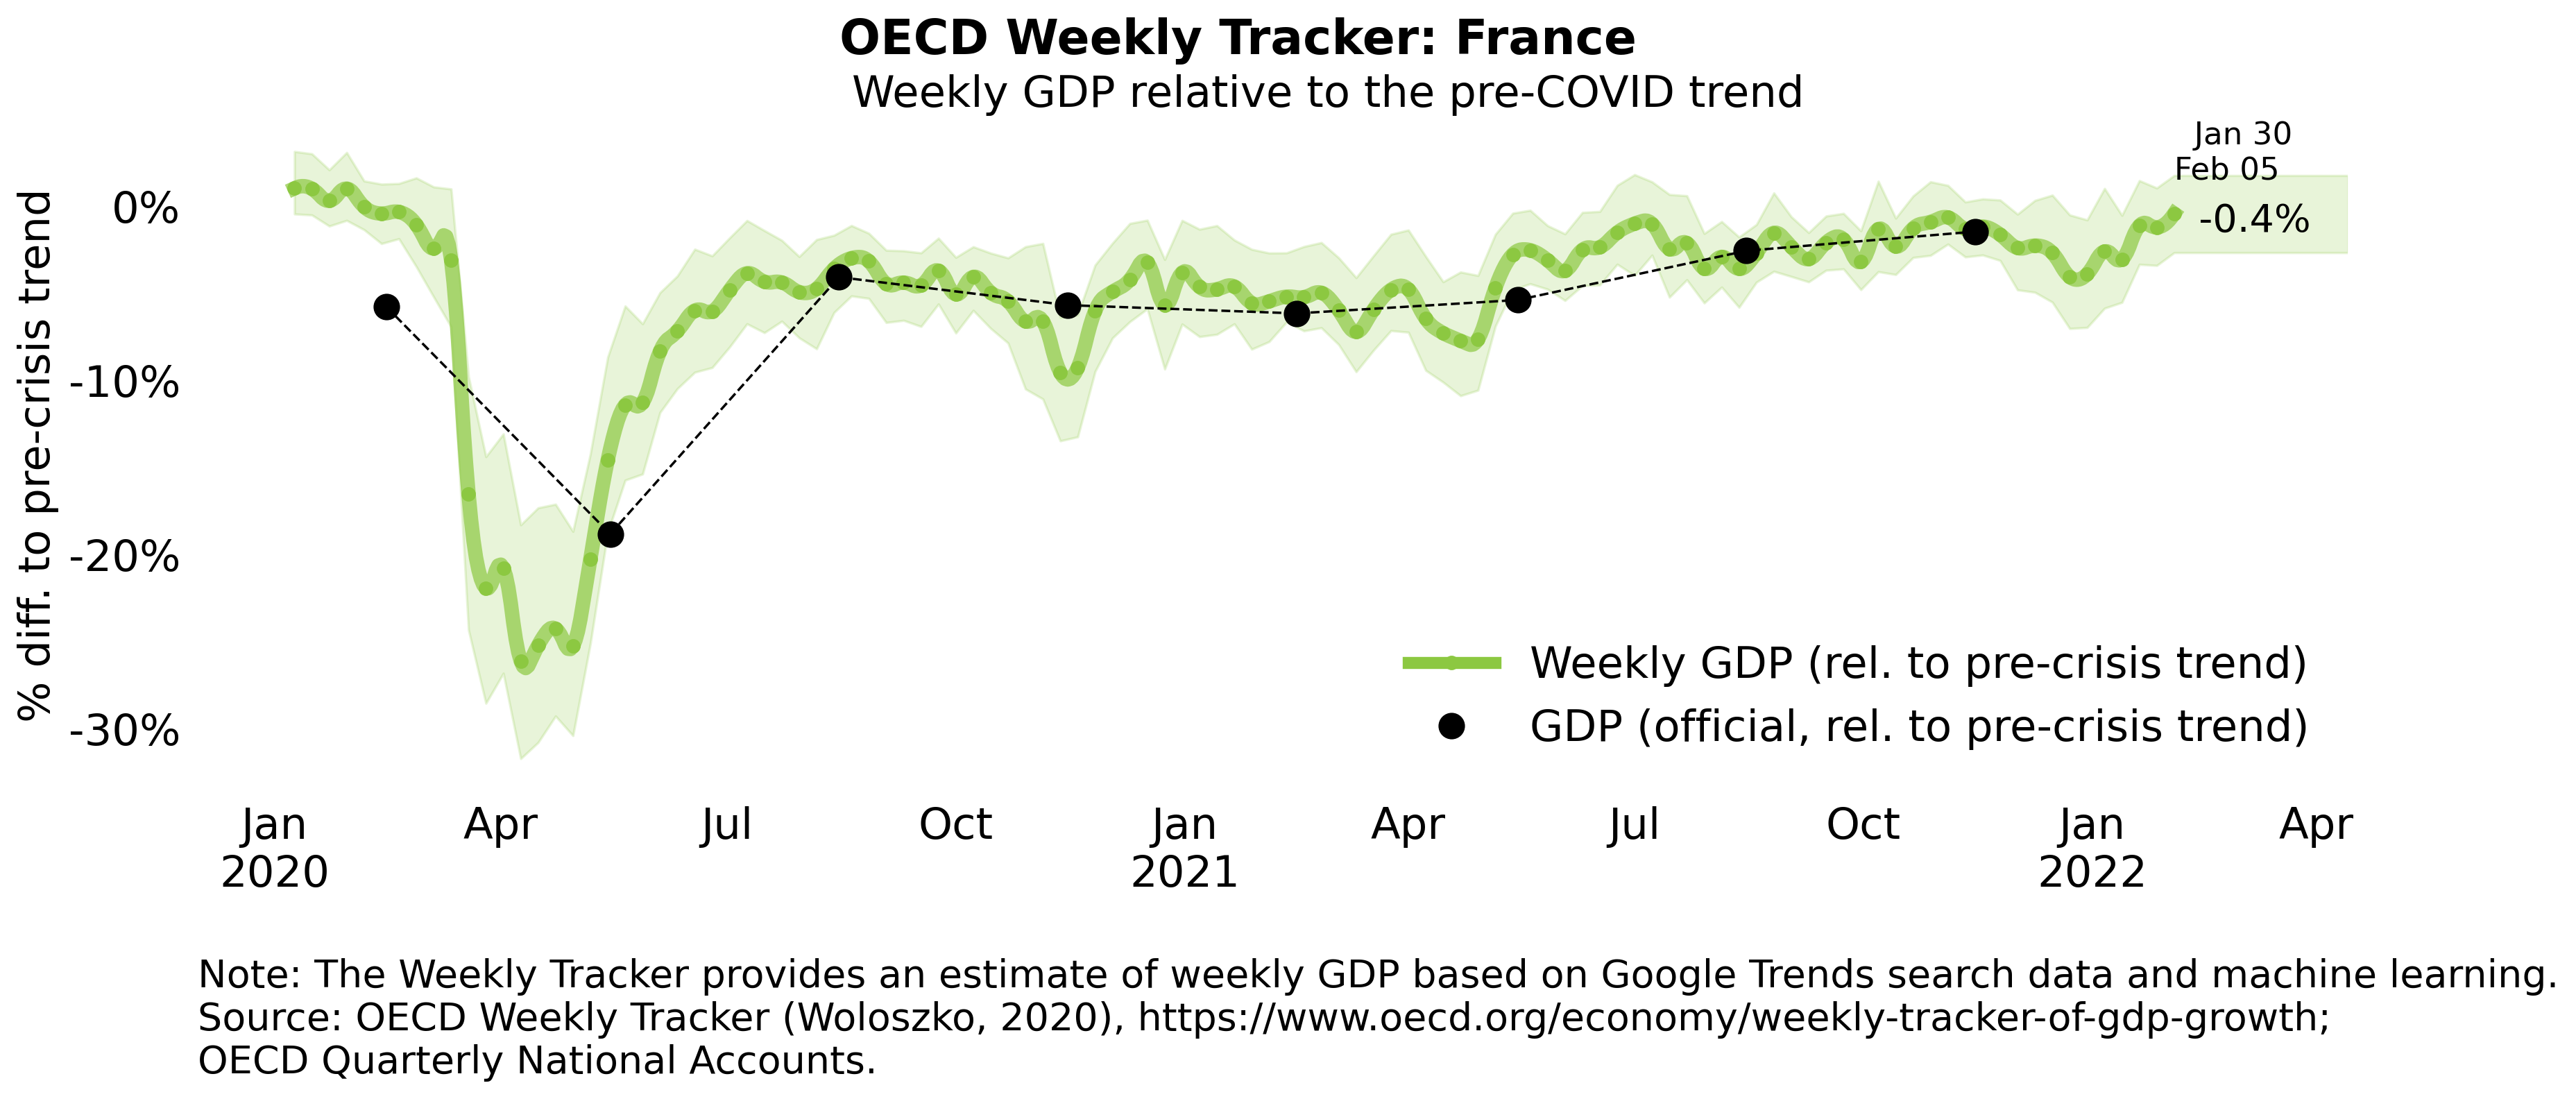 OECD Weekly Tracker: France
Weekly GDP relative to the pre-COVID trend
Jan 30
Feb 05
-0.4%
% diff. to pre-crisis trend
0%
-10%
-20%
-30%
Weekly GDP (rel. to pre-crisis trend)
GDP (official, rel. to pre-crisis trend)
Jan Apr Jul Oct Jan Apr Jul Oct Jan Apr
2020 2021 2022
Note: The Weekly Tracker provides an estimate of weekly GDP based on Google Trends search data and machine learning.
Source: OECD Weekly Tracker (Woloszko, 2020), https://www.oecd.org/economy/weekly-tracker-of-gdp-growth;
OECD Quarterly National Accounts.